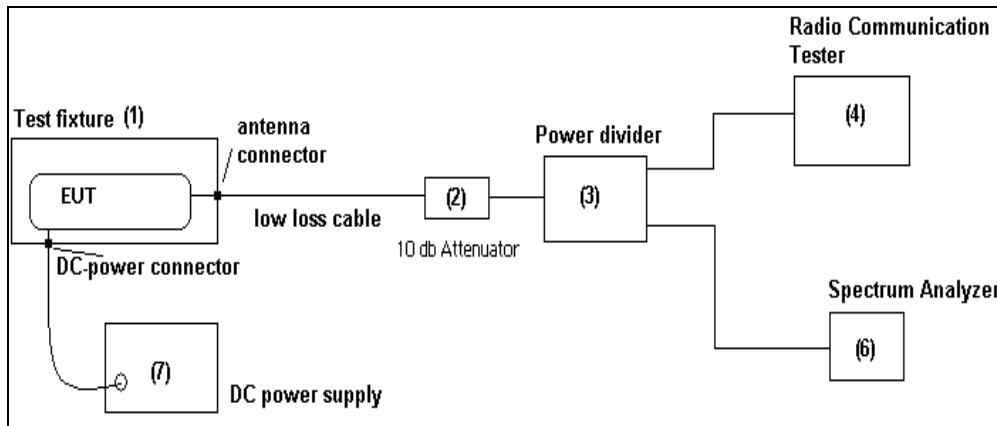 Radio Communication
Tester
(4)
Test fixture (1)
antenna
connector
Power divider
EUT
(2)
(3)
low loss cable
10 db Attenuator
DC-power connector
Spectrum Analyzer
(6)
(7)
DC power supply